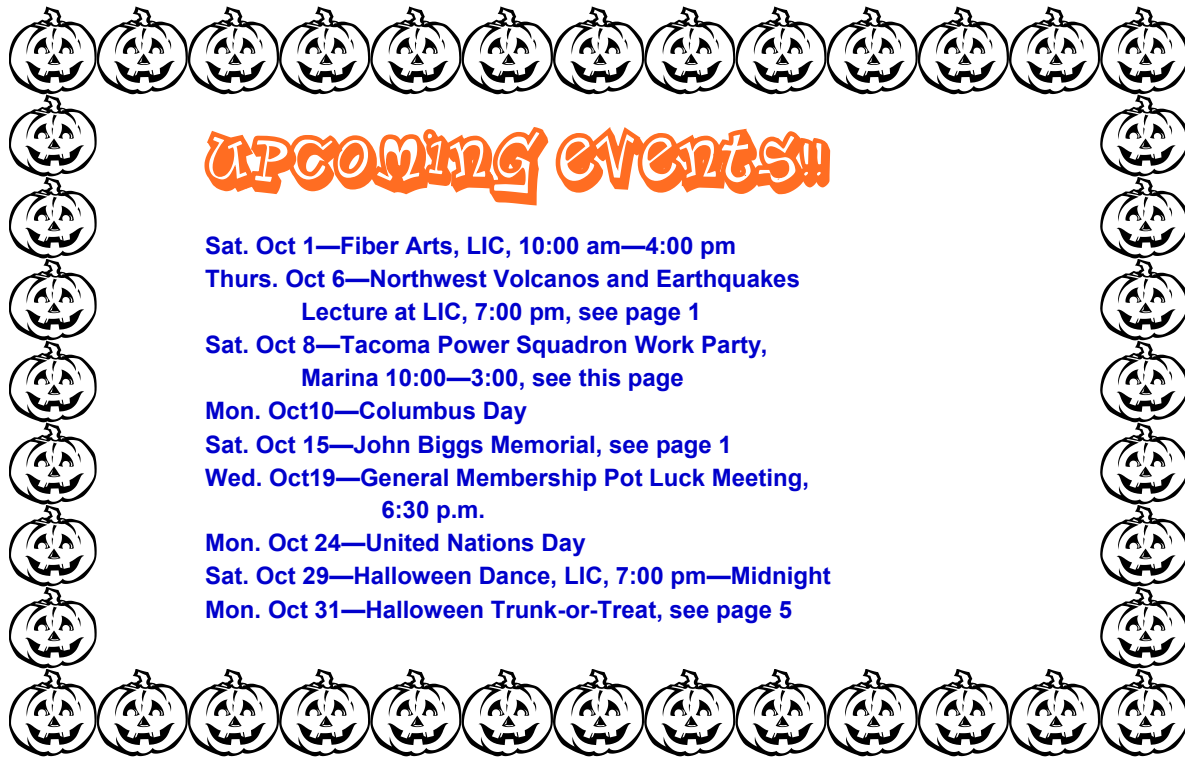 UPCOMING EVENTS!!
Sat. Oct 1—Fiber Arts, LIC, 10:00 am—4:00 pm
Thurs. Oct 6—Northwest Volcanos and Earthquakes
Lecture at LIC, 7:00 pm, see page 1
Sat. Oct 8—Tacoma Power Squadron Work Party,
Marina 10:00—3:00, see this page
Mon. Oct10—Columbus Day
Sat. Oct 15—John Biggs Memorial, see page 1
Wed. Oct19—General Membership Pot Luck Meeting,
6:30 p.m.
Mon. Oct 24—United Nations Day
Sat. Oct 29—Halloween Dance, LIC, 7:00 pm—Midnight
Mon. Oct 31—Halloween Trunk-or-Treat, see page 5